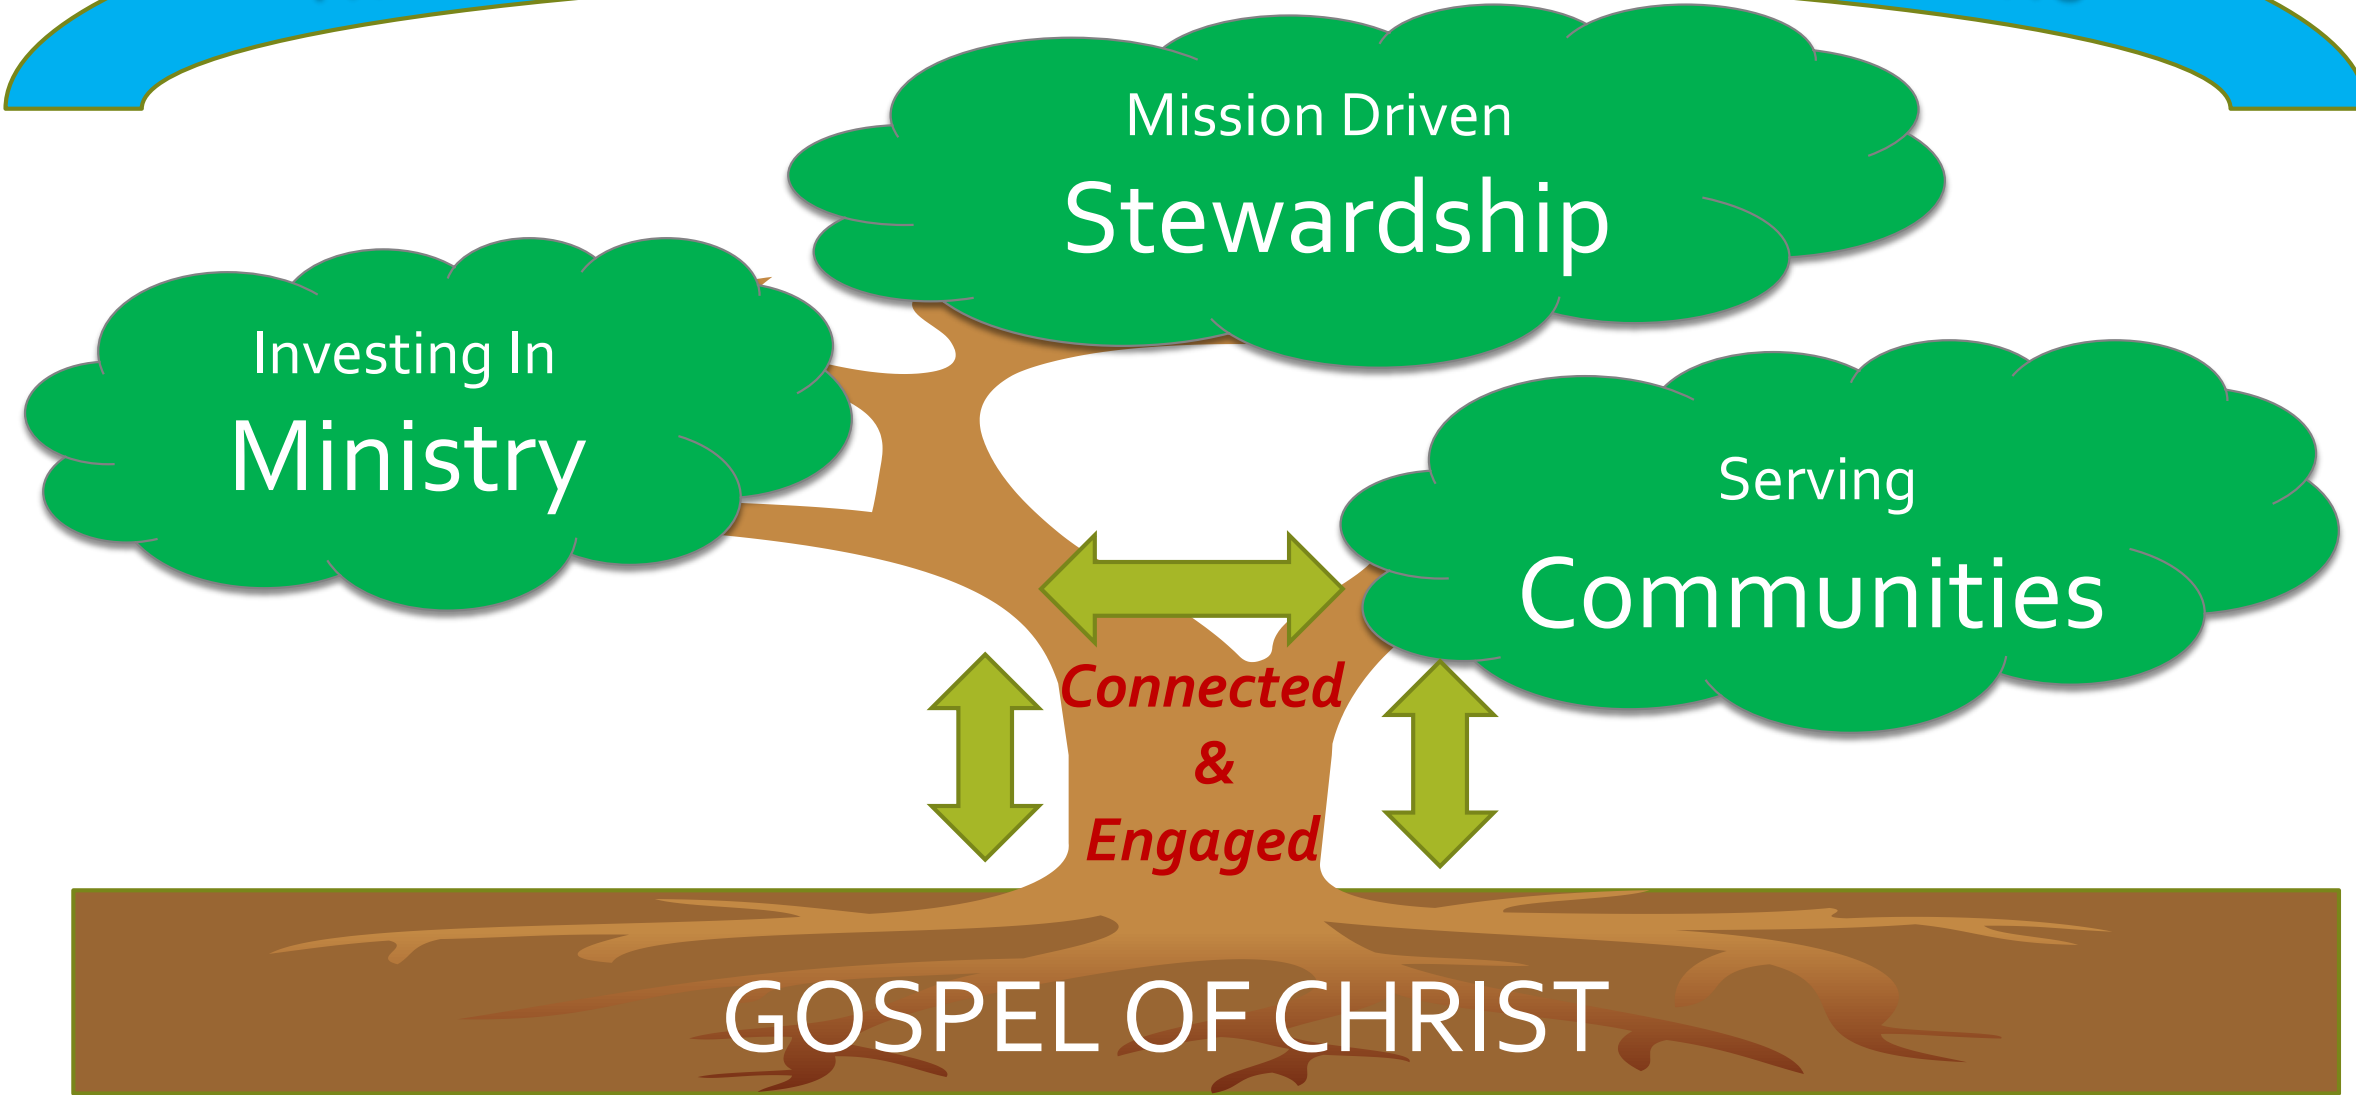 Mission Driven
Stewardship
Investing In
Ministry
Serving
Communities
Connected
&
Engaged
GOSPEL OF CHRIST